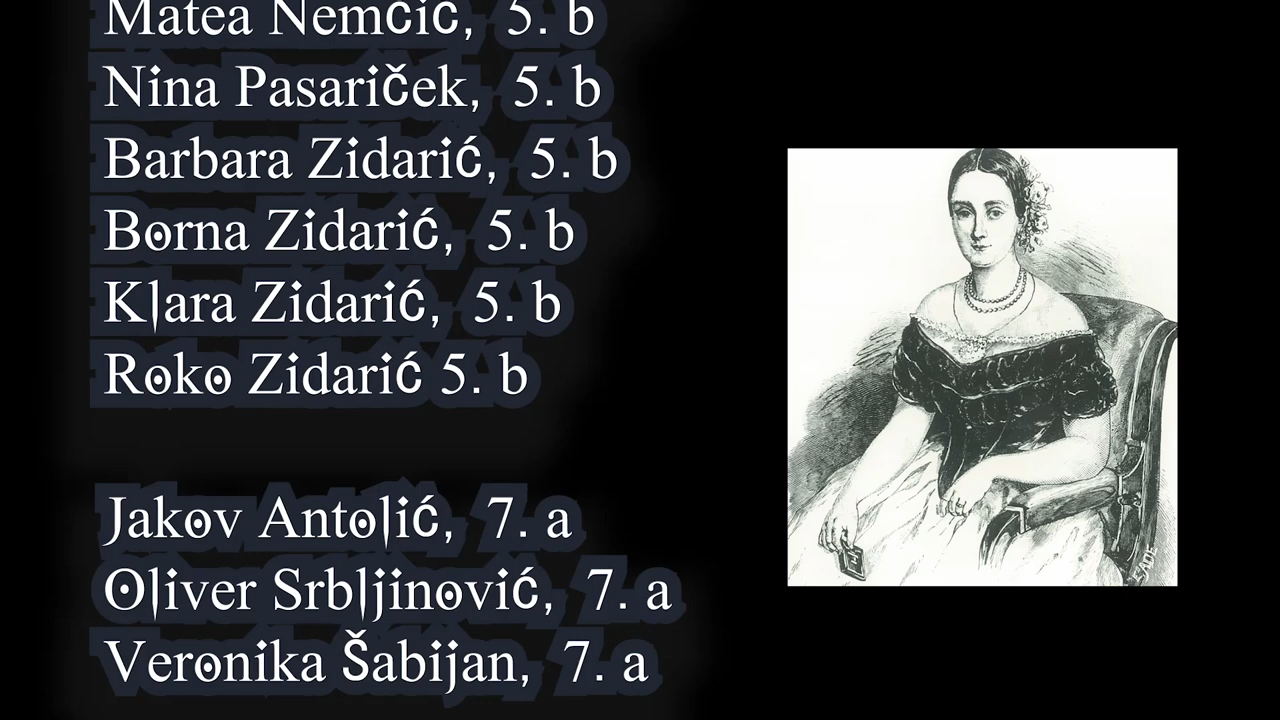 Matea Nemčić, 5. b
Nina Pasariček, 5. b
Barbara Zidarić, 5. b
Borna Zidarić, 5. b
Klara Zidarić, 5. b
Roko Zidarić 5. b
Jakov Antolić, 7. a
Oliver Srbljinović, 7. a
Veronika Šabijan, 7. a